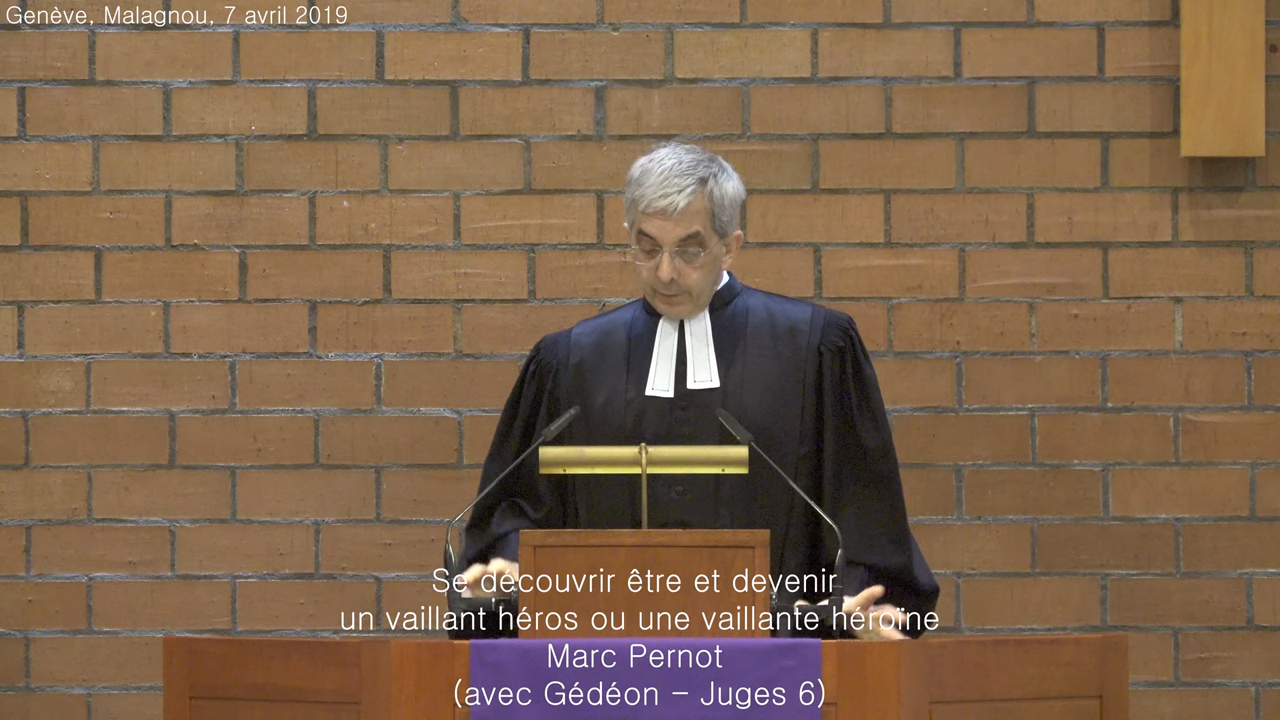 Genève, Malagnou, 7 avril 2019
Se découvrir être et devenir
un vaillant héros ou une vaillante héroïne
Marc Pernot
(avec Gédéon – Juges 6)